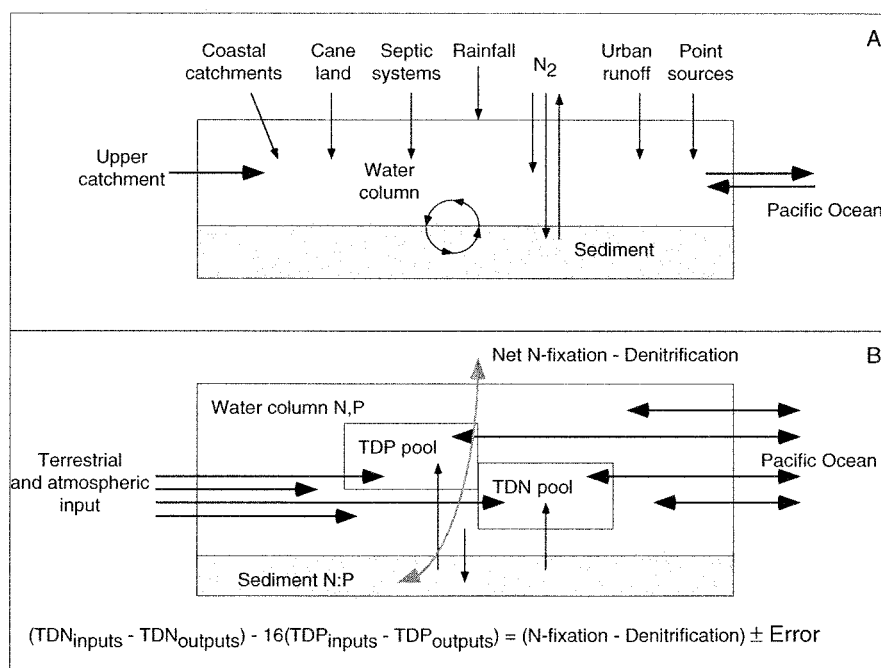 A
Coastal catchments
Cane land
Septic systems
Rainfall
N2
Urban runoff
Point sources
Upper catchment
Water column
Pacific Ocean
Sediment
B
Net N-fixation - Denitrification
Water column N,P
TDP pool
Terrestrial and atmospheric input
TDN pool
Pacific Ocean
Sediment N:P
(TDNinputs - TDNoutputs) - 16(TDPinputs - TDPoutputs) = (N-fixation - Denitrification) ± Error